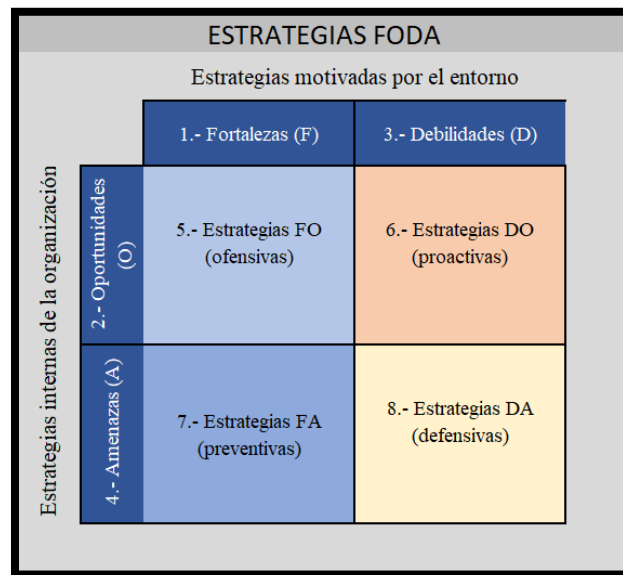 ESTRATEGIAS FODA
Estrategias motivadas por el entorno
1.- Fortalezas (F)
3.- Debilidades (D)
Estrategias internas de la organización
2.- Oportunidades
(O)
5.- Estrategias FO
(ofensivas)
6.- Estrategias DO
(proactivas)
4.- Amenazas (A)
7.- Estrategias FA
(preventivas)
8.- Estrategias DA
(defensivas)